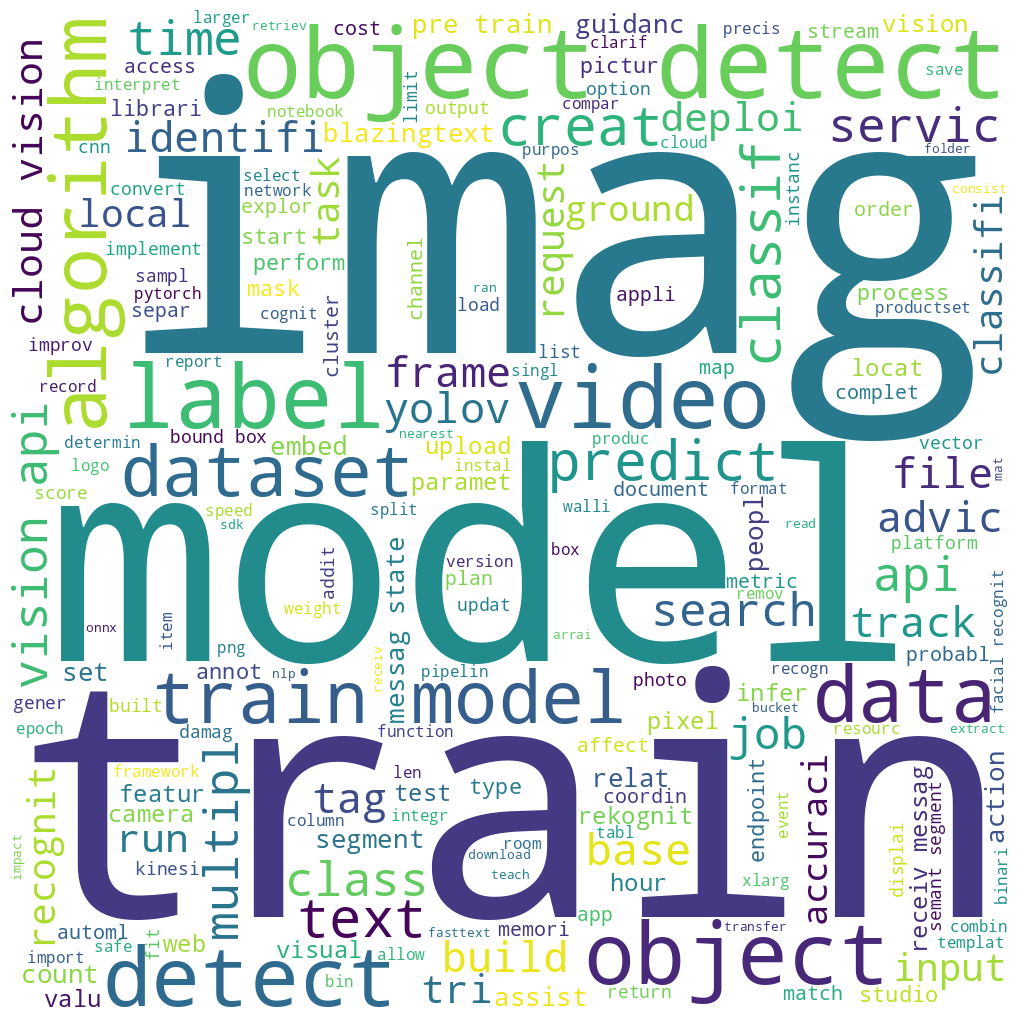 larger
retriev
cost
pre train
guidanc
precis
stream
vision
time
object detect
clarif
access
pictur
option
save
interpret
notebook
limit
output
compar
librari
algorithm
cloud vision
identifi
blazingtext
creat
deploi
servic
cnn
select
purpos
cloud
folder
convert
network
task
request
classif
instanc
consist
local
explor
imag
ground
order
classifi
implement
start
perform
channel
sampl
mask
load
ran
appli
process
pytorch
separ
cognit
cluster
productset
improv
report
list
singl
map
locat
record
label
frame
video
complet
yolov
nearest
determin
bound box
embed
upload
produc
vector
vision api
logo
dataset
instal
predict
file
mat
score
paramet
document
format
advic
speed
split
walli
sdk
model
read
platform
messag state
version
box
peopl
addit
plan
metric
api
remov
weight
updat
search
track
onnx
item
arrai
png
probabl
set
annot
nlp
receiv
pipelin
photo
recogn
facial recognit
gener
built
train model
infer
data
bucket
epoch
damag
function
pixel
job
resourc
extract
train
affect
framework
len
relat
recognit
featur
multipl
tag
test
type
coordin
endpoint
event
accuraci
action
camera
column
integr
rekognit
tabl
impact
run
segment
room
base
displai
receiv messag
semant segment
kinesi
download
xlarg
binari
class
teach
hour
text
app
automl
fasttext
memori
transfer
combin
safe
fit
web
visual
allow
build
object
templat
import
count
detect
bin
tri
return
match
input
valu
assist
studio